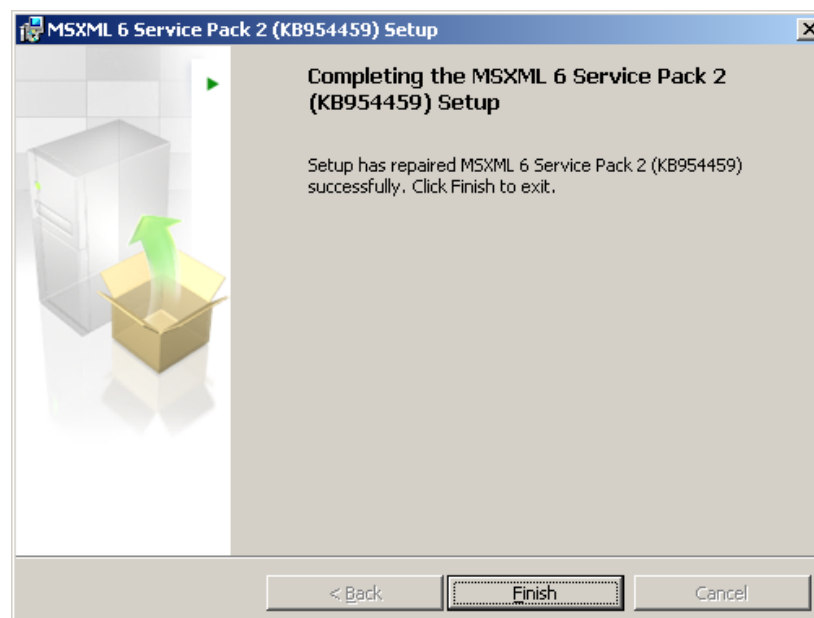 MSXML 6 Service Pack 2 (KB954459) Setup
Completing the MSXML 6 Service Pack 2
(KB954459) Setup
Setup has repaired MSXML 6 Service Pack 2 (KB954459)
successfully. Click Finish to exit.
< Back Finish Cancel